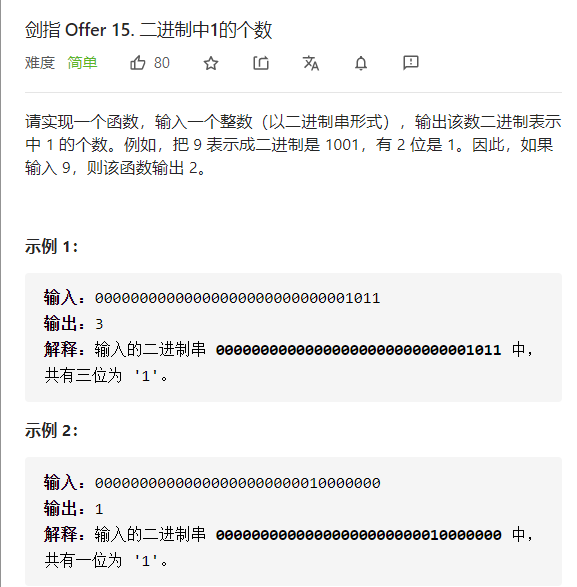 剑指 Offer 15. 二进制中1的个数
难度 简单 80
请实现一个函数，输入一个整数（以二进制串形式），输出该数二进制表示
中 1 的个数。例如，把 9 表示成二进制是 1001，有 2 位是 1。因此，如果
输入 9，则该函数输出 2。
示例 1：
输入：00000000000000000000000000001011
输出：3
解释：输入的二进制串 00000000000000000000000000001011 中，
共有三位为 '1'。
示例 2：
输入：00000000000000000000000010000000
输出：1
解释：输入的二进制串 00000000000000000000000010000000 中，
共有一位为 '1'。